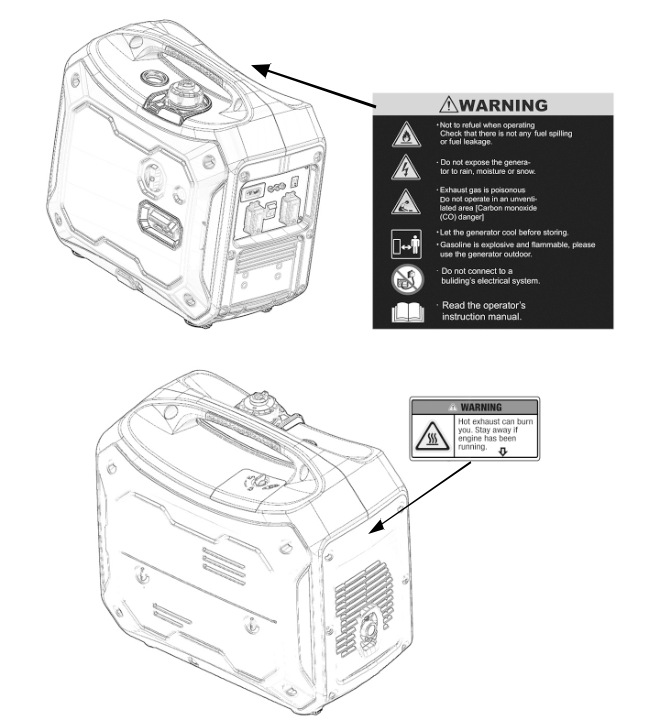 WARNING
· Not to refuel when operating
Check that there is not any fuel spilling
or fuel leakage.
· Do not expose the genera-
tor to rain, moisture or snow.
· Exhaust gas is poisonous
Do not operate in an unventi-
lated area [Carbon monoxide
(CO) danger]
· Let the generator cool before storing.
· Gasoline is explosive and flammable, please
use the generator outdoor.
· Do not connect to a
buliding's electrical system.
· Read the operator's
instruction manual.
WARNING
Hot exhaust can burn
you. Stay away if
engine has been
running.